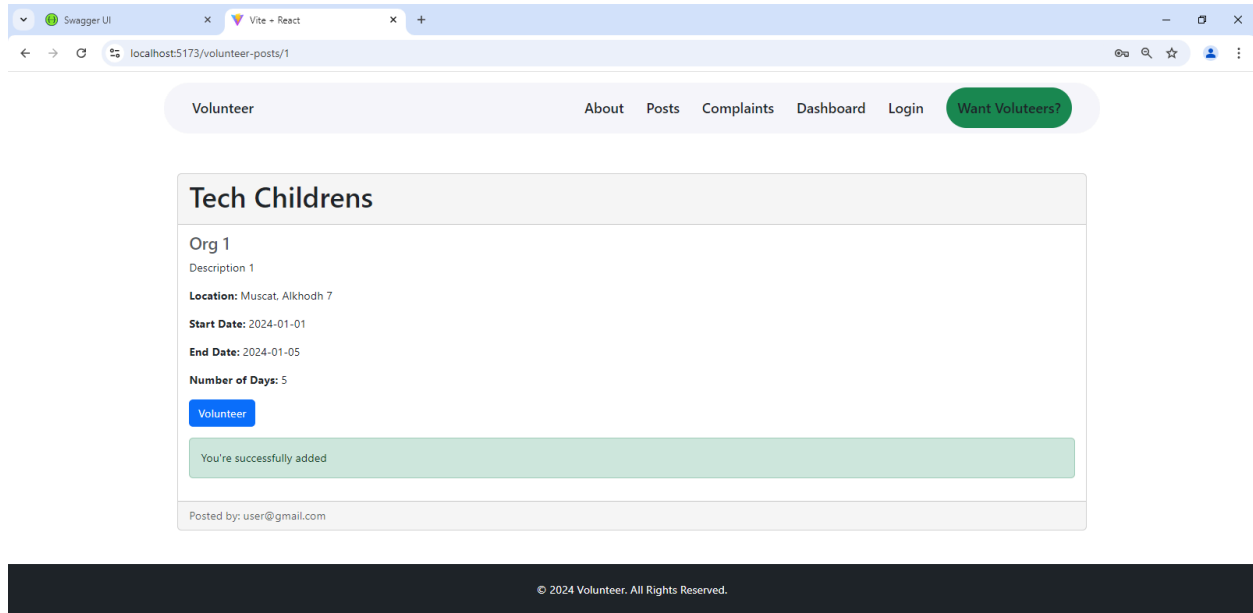 Swagger UI
Vite + React
localhost:5173/volunteer-posts/1
Volunteer About Posts Complaints Dashboard Login Want Voluteers?
Tech Childrens
Org 1
Description 1
Location: Muscat, Alkhodh 7
Start Date: 2024-01-01
End Date: 2024-01-05
Number of Days: 5
Volunteer
You're successfully added
Posted by: user@gmail.com
© 2024 Volunteer. All Rights Reserved.